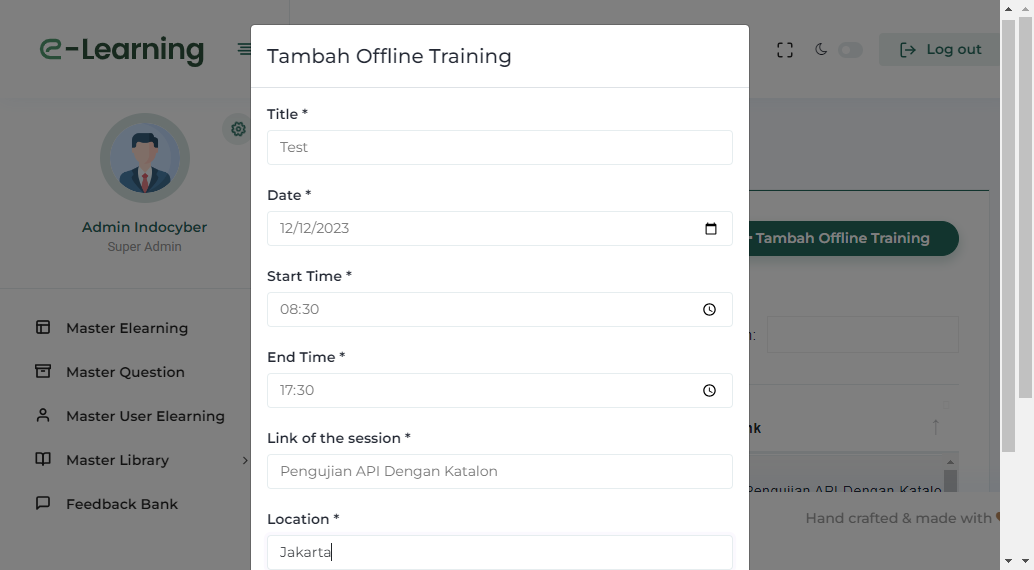 e-Learning
Log out
Admin Indocyber
Super Admin
Master Elearning
Master Question
Master User Elearning
Master Library
Feedback Bank
Tambah Offline Training
Title *
Test
Date *
12/12/2023
Start Time *
08:30
End Time *
17:30
Link of the session *
Pengujian API Dengan Katalon
Location *
Jakarta
Tambah Offline Training
Pengujian API Dengan Katalo
Hand crafted & made with